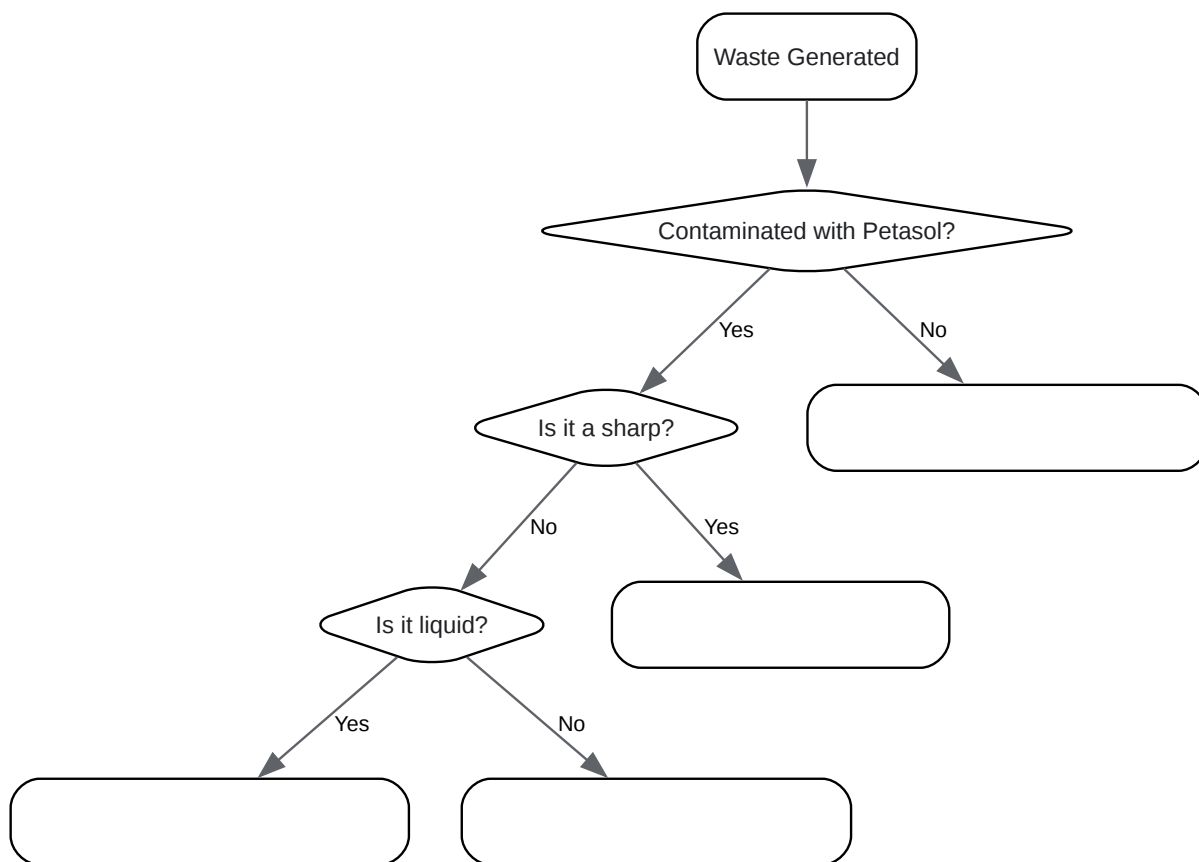 Waste Generated
Contaminated with Petasol?
Yes
No
Is it a sharp?
No
Yes
Is it liquid?
Yes
No